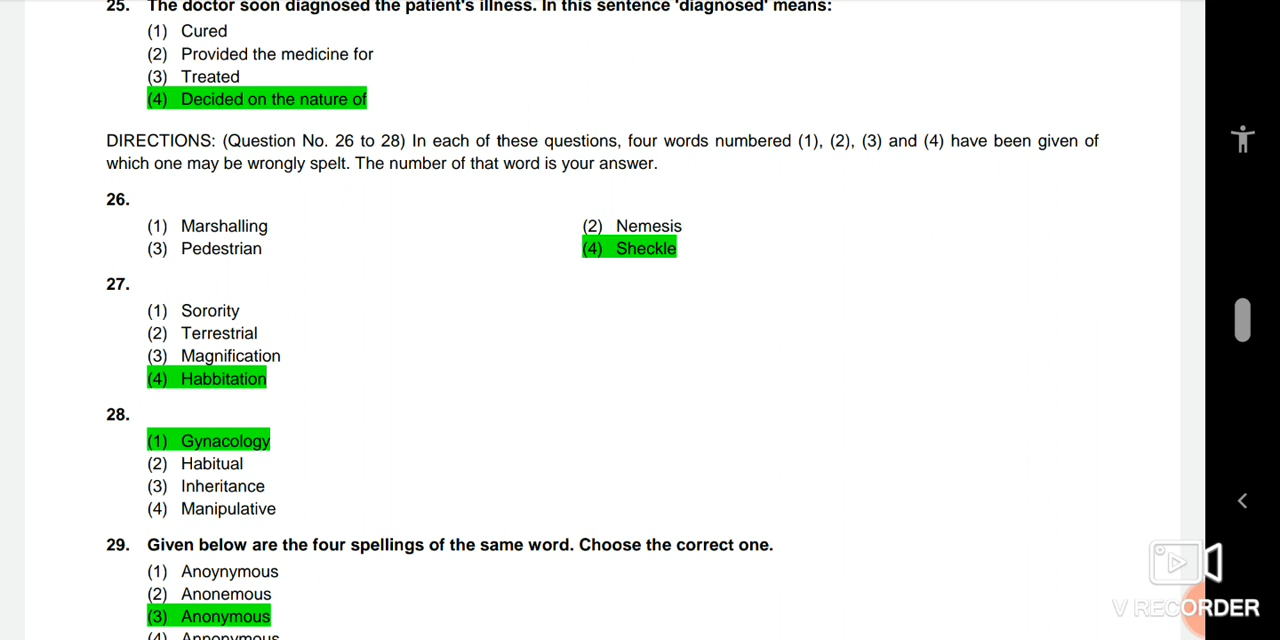 25. The doctor soon diagnosed the patient's illness. In this sentence 'diagnosed' means:
(1) Cured
(2) Provided the medicine for
(3) Treated
(4) Decided on the nature of
DIRECTIONS: (Question No. 26 to 28) In each of these questions, four words numbered (1), (2), (3) and (4) have been given of
which one may be wrongly spelt. The number of that word is your answer.
26.
(1) Marshalling (2) Nemesis
(3) Pedestrian (4) Sheckle
27.
(1) Sorority
(2) Terrestrial
(3) Magnification
(4) Habbitation
28.
(1) Gynacology
(2) Habitual
(3) Inheritance
(4) Manipulative
29. Given below are the four spellings of the same word. Choose the correct one.
(1) Anoynymous
(2) Anonemous
(3) Anonymous
(4) Annonymous
V RECORDER